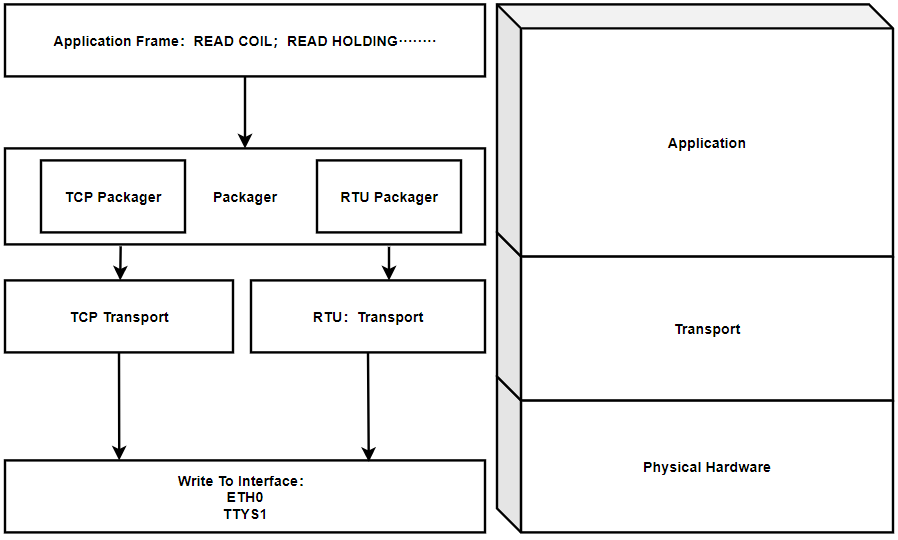 Application Frame：READ COIL；READ HOLDING········
TCP Packager
Packager
RTU Packager
TCP Transport
RTU：Transport
Write To Interface：
ETH0
TTYS1
Application
Transport
Physical Hardware